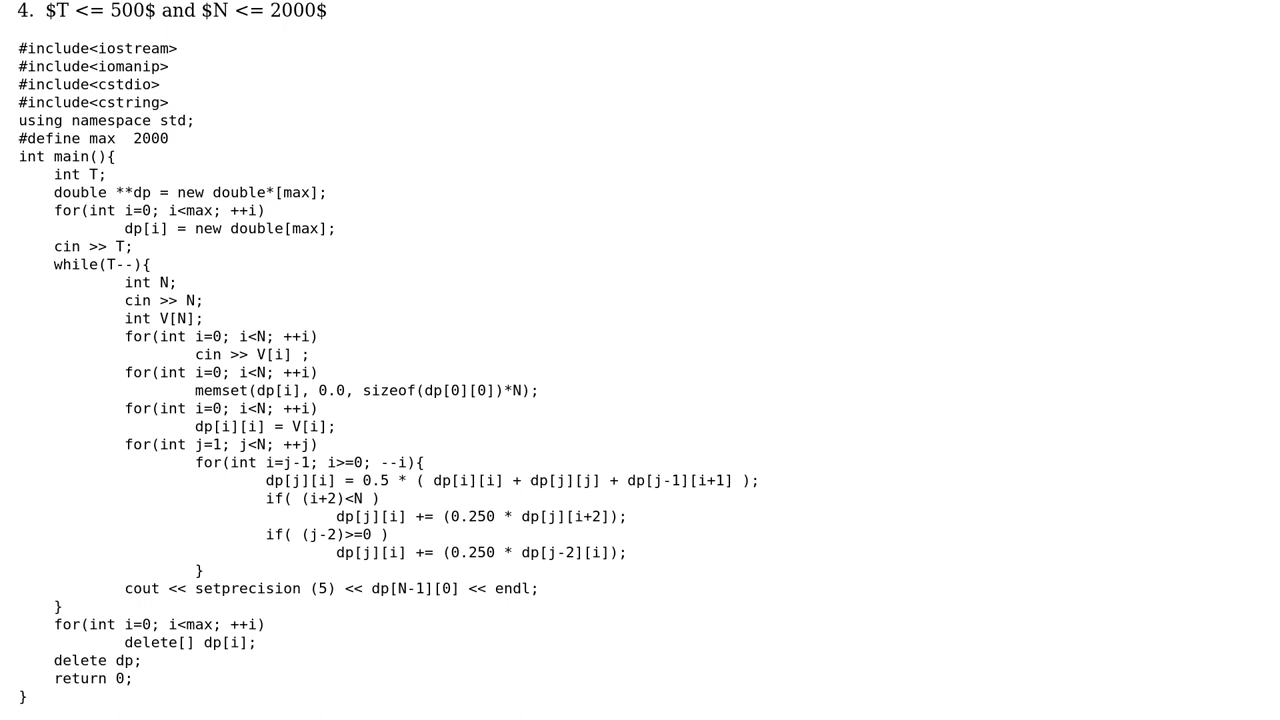 4. $T <= 500$ and $N <= 2000$
#include<iostream>
#include<iomanip>
#include<cstdio>
#include<cstring>
using namespace std;
#define max  2000
int main(){
    int T;
    double **dp = new double*[max];
    for(int i=0; i<max; ++i)
            dp[i] = new double[max];
    cin >> T;
    while(T--){
            int N;
            cin >> N;
            int V[N];
            for(int i=0; i<N; ++i)
                    cin >> V[i] ;
            for(int i=0; i<N; ++i)
                    memset(dp[i], 0.0, sizeof(dp[0][0])*N);
            for(int i=0; i<N; ++i)
                    dp[i][i] = V[i];
            for(int j=1; j<N; ++j)
                    for(int i=j-1; i>=0; --i){
                            dp[j][i] = 0.5 * ( dp[i][i] + dp[j][j] + dp[j-1][i+1] );
                            if( (i+2)<N )
                                    dp[j][i] += (0.250 * dp[j][i+2]);
                            if( (j-2)>=0 )
                                    dp[j][i] += (0.250 * dp[j-2][i]);
                    }
            cout << setprecision (5) << dp[N-1][0] << endl;
    }
    for(int i=0; i<max; ++i)
            delete[] dp[i];
    delete dp;
    return 0;
}